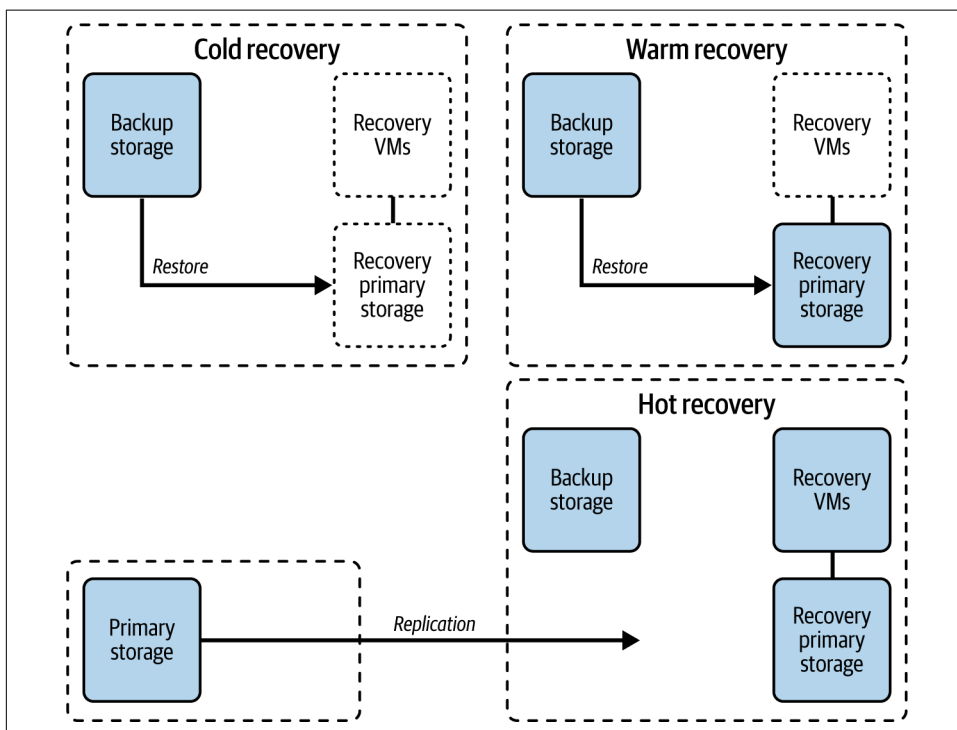 Cold recovery
Backup
storage
Recovery
VMs
Restore
Recovery
primary
storage
Warm recovery
Backup
storage
Recovery
VMs
Restore
Recovery
primary
storage
Hot recovery
Backup
storage
Recovery
VMs
Primary
storage
Replication
Recovery
primary
storage